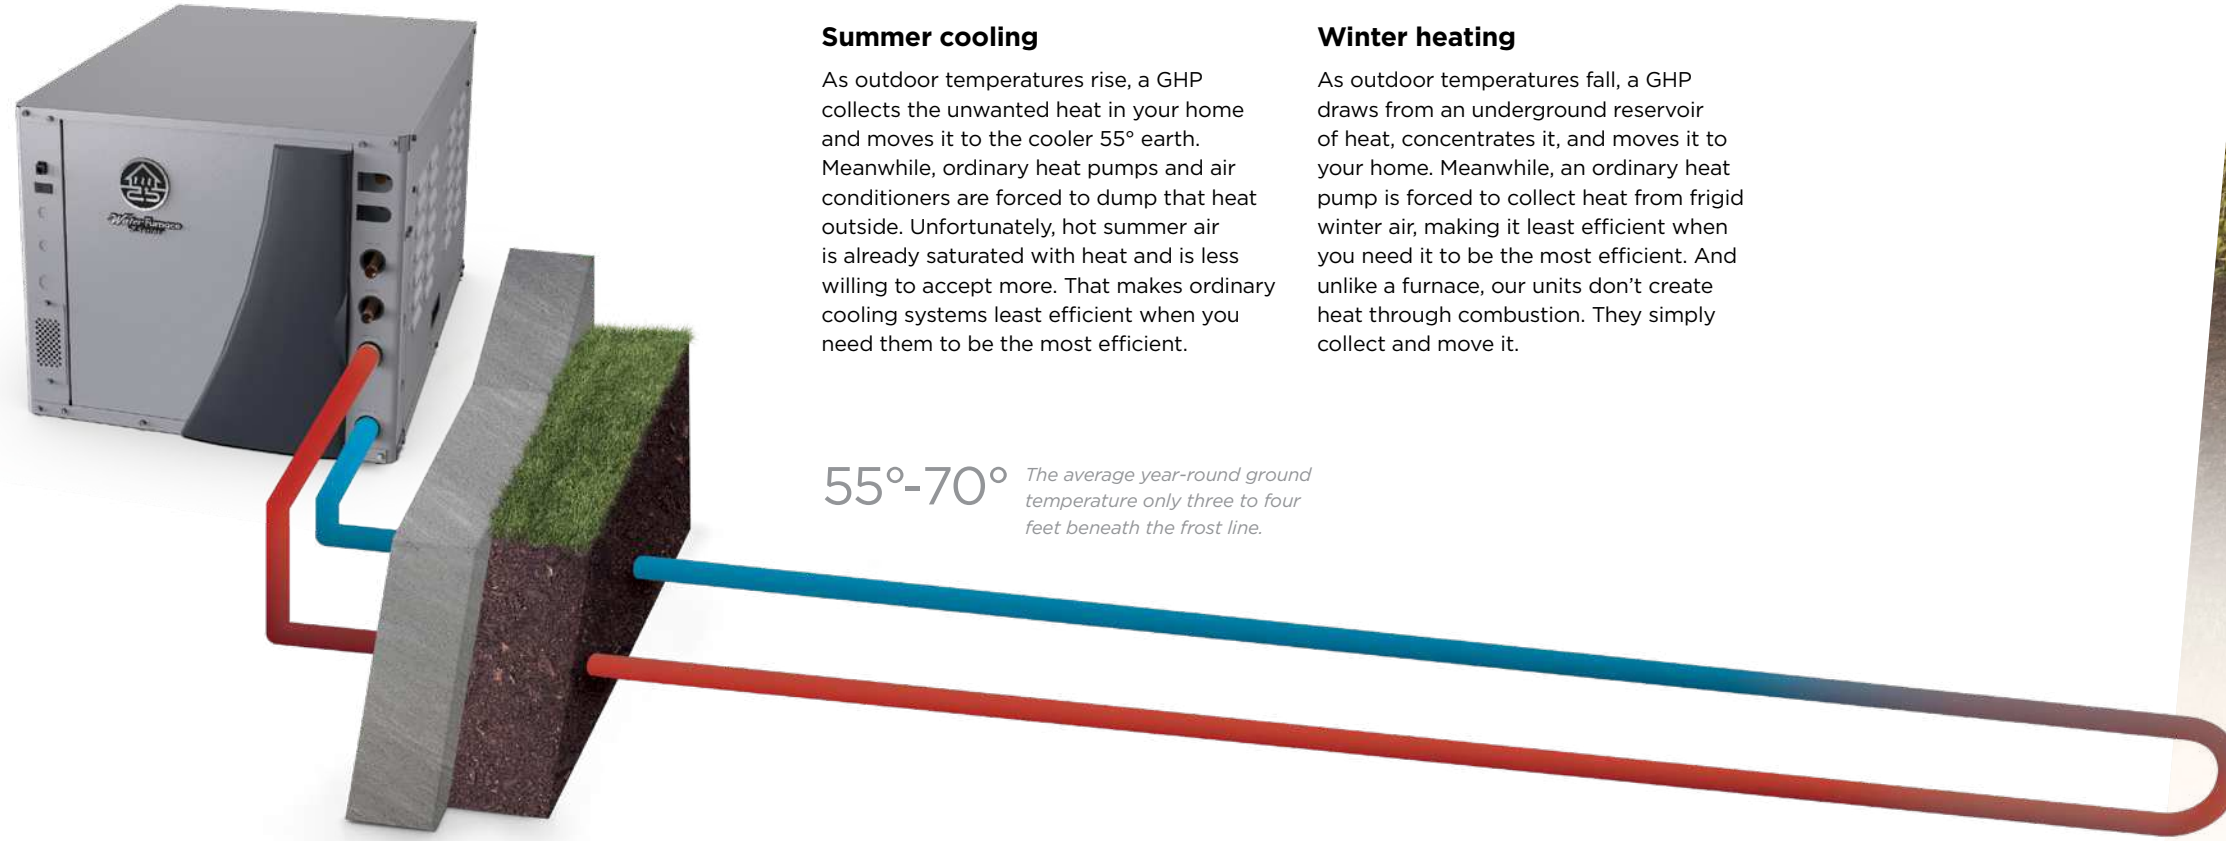 WaterFurnace
Summer cooling
As outdoor temperatures rise, a GHP
collects the unwanted heat in your home
and moves it to the cooler 55° earth.
Meanwhile, ordinary heat pumps and air
conditioners are forced to dump that heat
outside. Unfortunately, hot summer air
is already saturated with heat and is less
willing to accept more. That makes ordinary
cooling systems least efficient when you
need them to be the most efficient.
Winter heating
As outdoor temperatures fall, a GHP
draws from an underground reservoir
of heat, concentrates it, and moves it to
your home. Meanwhile, an ordinary heat
pump is forced to collect heat from frigid
winter air, making it least efficient when
you need it to be the most efficient. And
unlike a furnace, our units don’t create
heat through combustion. They simply
collect and move it.
55°-70°
The average year-round ground
temperature only three to four
feet beneath the frost line.